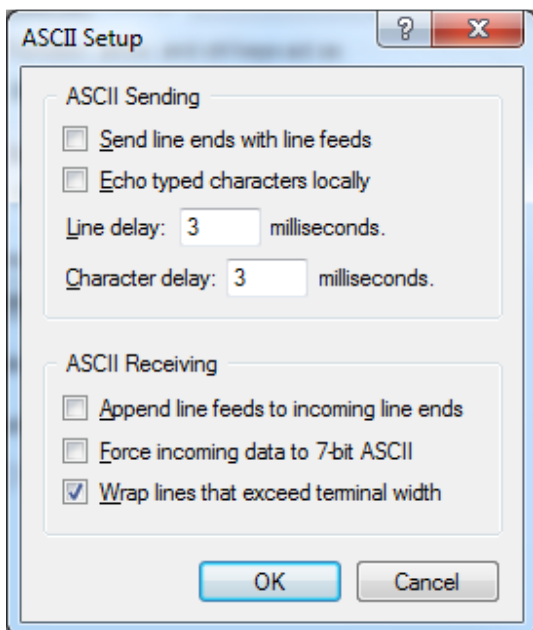 ASCII Setup
ASCII Sending
Send line ends with line feeds
Echo typed characters locally
Line delay: 3 milliseconds.
Character delay: 3 milliseconds.
ASCII Receiving
Append line feeds to incoming line ends
Force incoming data to 7-bit ASCII
Wrap lines that exceed terminal width
OK Cancel